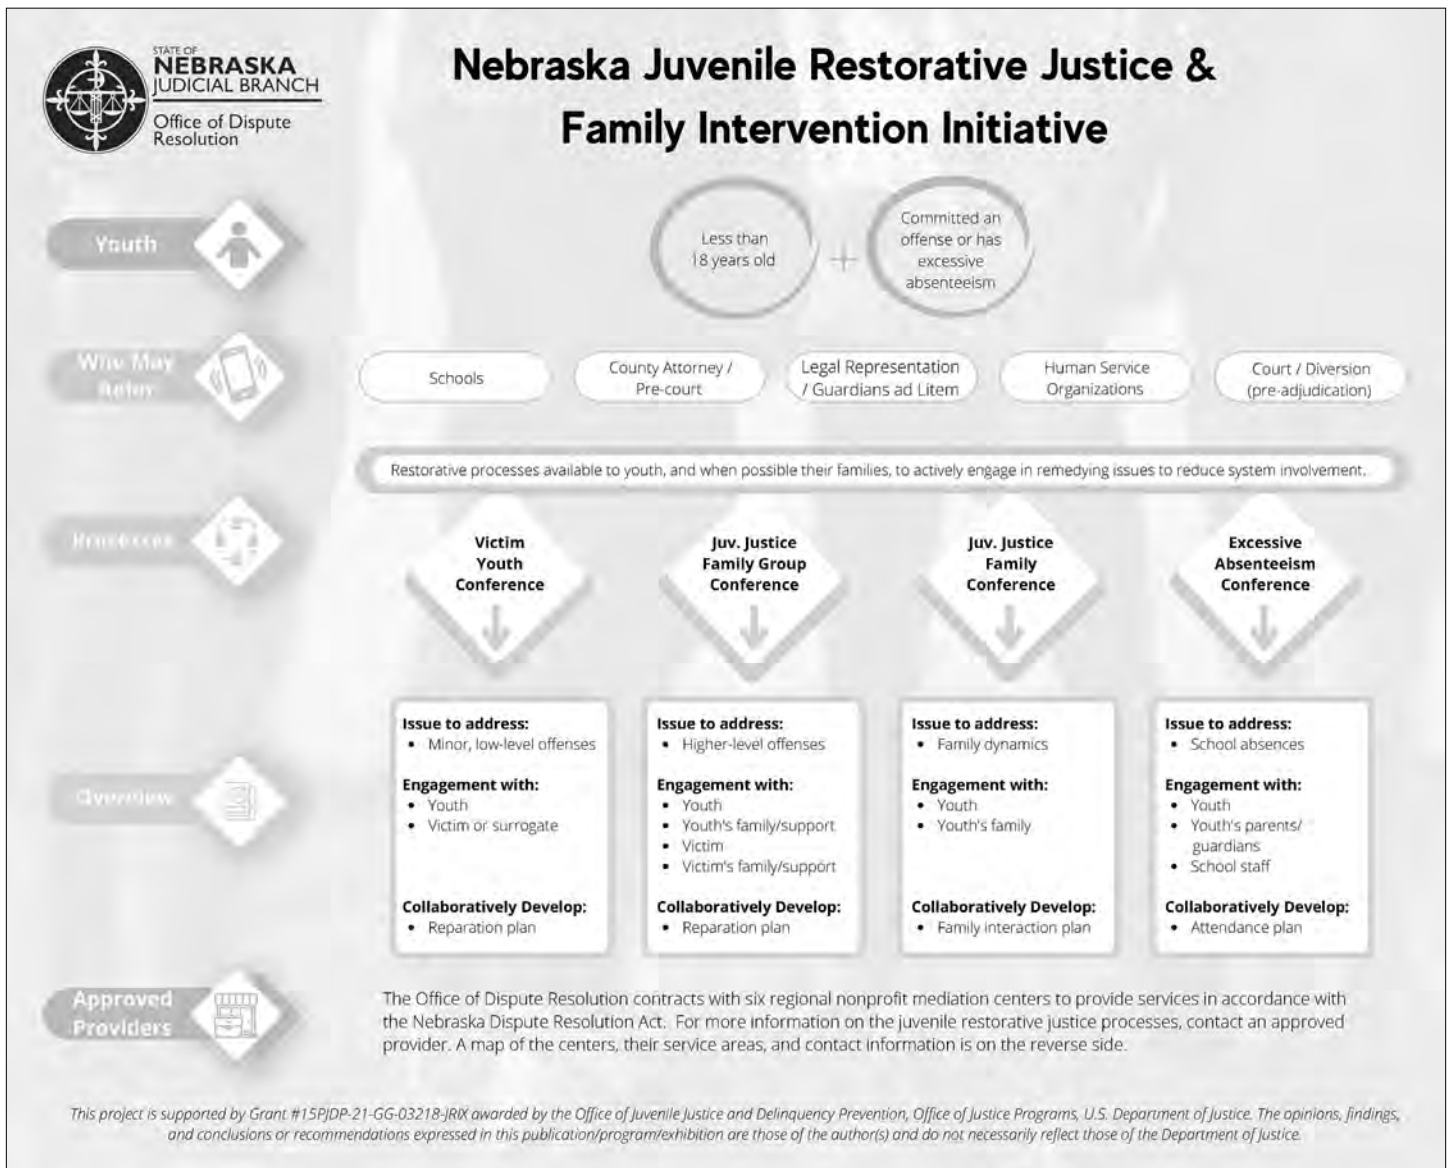 STATE OF
NEBRASKA
JUDICIAL BRANCH
Office of Dispute
Resolution
Nebraska Juvenile Restorative Justice &
Family Intervention Initiative
Youth
Less than
18 years old
+
Committed an
offense or has
excessive
absenteeism
Who May
Refer
Schools
County Attorney /
Pre-court
Legal Representation
/ Guardians ad Litem
Human Service
Organizations
Court / Diversion
(pre-adjudication)
Restorative processes available to youth, and when possible their families, to actively engage in remedying issues to reduce system involvement.
Processes
Victim
Youth
Conference
Juv. Justice
Family Group
Conference
Juv. Justice
Family
Conference
Excessive
Absenteeism
Conference
Overview
Issue to address:
• Minor, low-level offenses
Engagement with:
• Youth
• Victim or surrogate
Collaboratively Develop:
• Reparation plan
Issue to address:
• Higher-level offenses
Engagement with:
• Youth
• Youth's family/support
• Victim
• Victim's family/support
Collaboratively Develop:
• Reparation plan
Issue to address:
• Family dynamics
Engagement with:
• Youth
• Youth's family
Collaboratively Develop:
• Family interaction plan
Issue to address:
• School absences
Engagement with:
• Youth
• Youth's parents/
guardians
• School staff
Collaboratively Develop:
• Attendance plan
Approved
Providers
The Office of Dispute Resolution contracts with six regional nonprofit mediation centers to provide services in accordance with
the Nebraska Dispute Resolution Act. For more information on the juvenile restorative justice processes, contact an approved
provider. A map of the centers, their service areas, and contact information is on the reverse side.
This project is supported by Grant #15PJDP-21-GG-03218-JRIX awarded by the Office of Juvenile Justice and Delinquency Prevention, Office of Justice Programs, U.S. Department of Justice. The opinions, findings,
and conclusions or recommendations expressed in this publication/program/exhibition are those of the author(s) and do not necessarily reflect those of the Department of Justice.